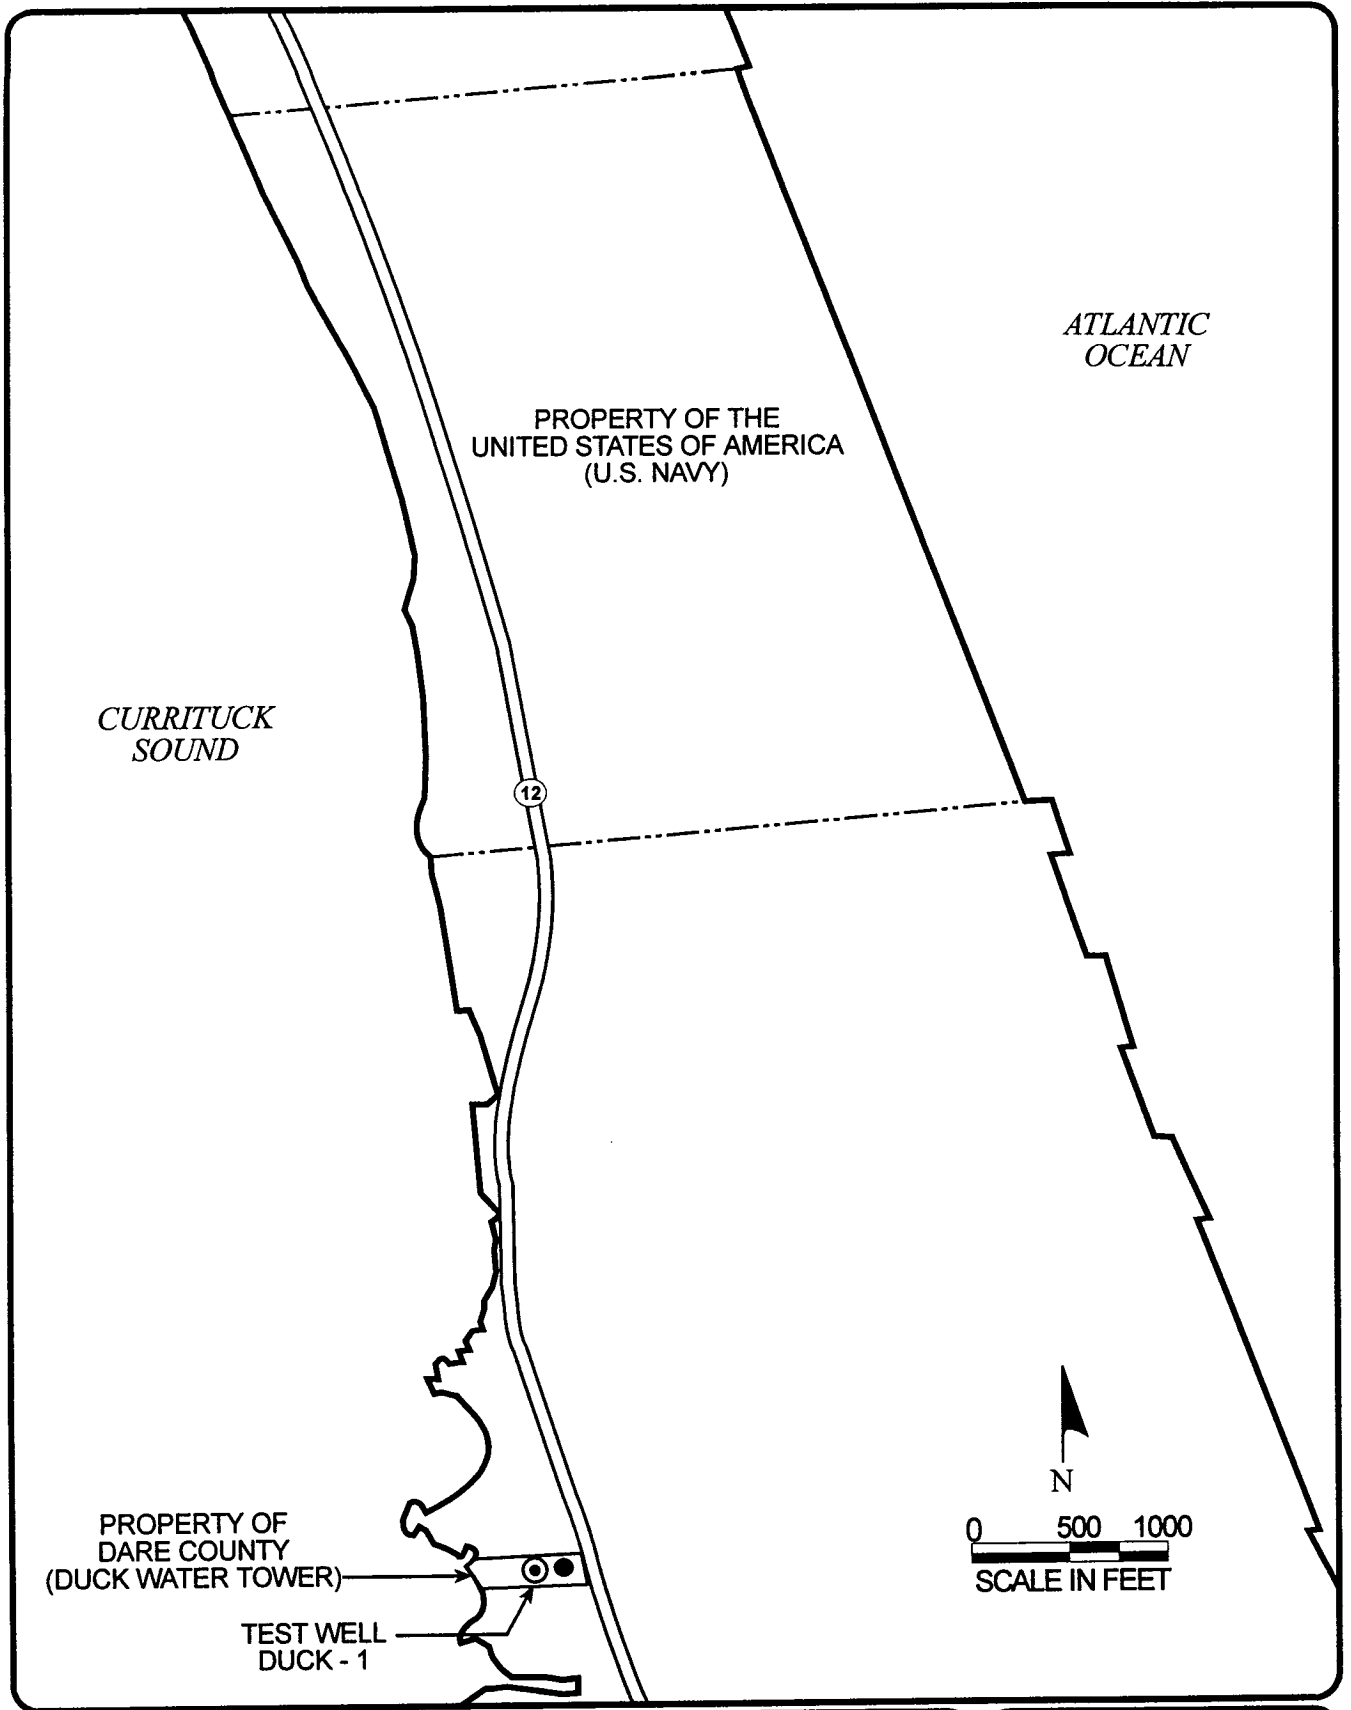 ATLANTIC
OCEAN
PROPERTY OF THE
UNITED STATES OF AMERICA
(U.S. NAVY)
CURRITUCK
SOUND
12
N
0 500 1000
SCALE IN FEET
PROPERTY OF
DARE COUNTY
(DUCK WATER TOWER)
TEST WELL
DUCK - 1